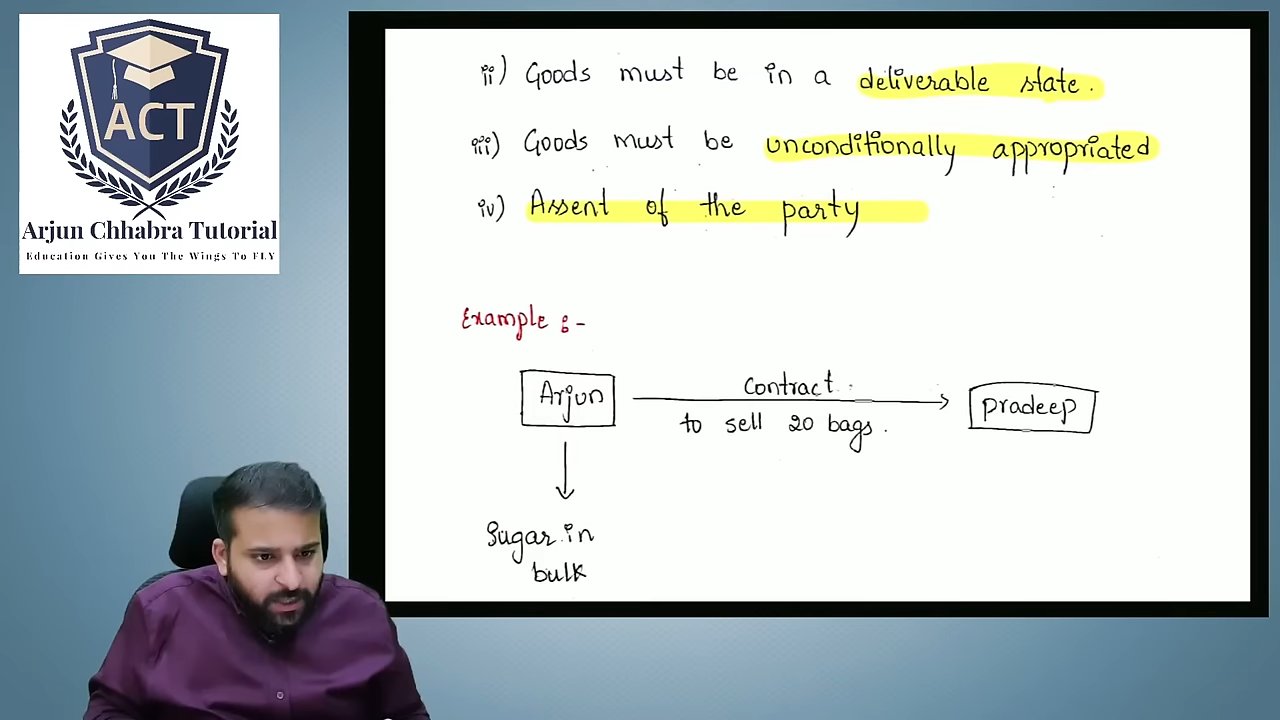 ACT
Arjun Chhabra Tutorial
Education Gives You The Wings To FLY
ii) Goods must be in a deliverable state.
iii) Goods must be unconditionally appropriated
iv) Assent of the party
Example :-
Arjun
Contract
to sell 20 bags.
pradeep
Sugar in
bulk